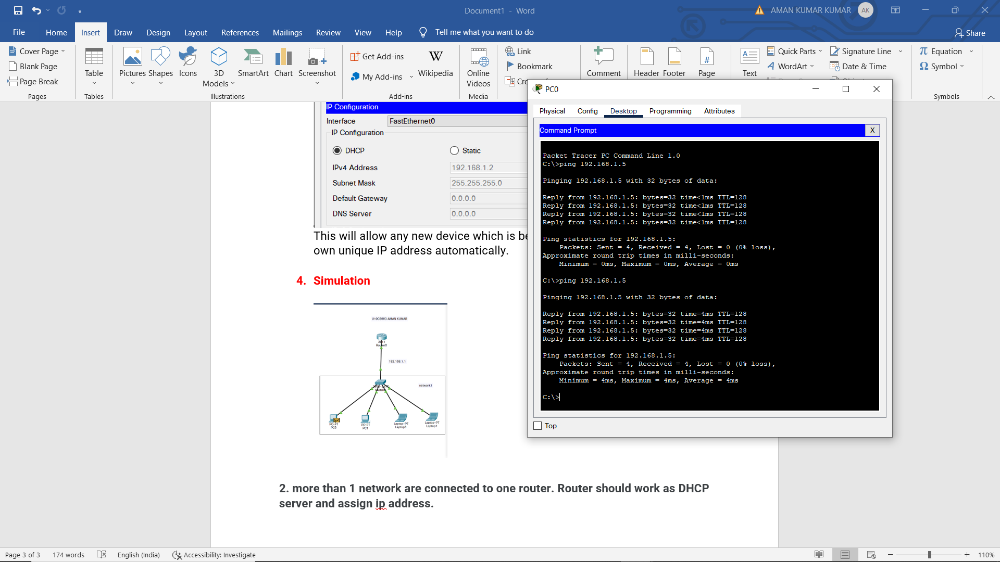 Document1 - Word
AMAN KUMAR KUMAR AK
File Home Insert Draw Design Layout References Mailings Review View Help Tell me what you want to do
Share
Cover Page
Blank Page
Page Break
Pages
Table
Tables
Pictures Shapes Icons 3D Models SmartArt Chart Screenshot
Illustrations
Get Add-ins
My Add-ins
Wikipedia
Add-ins
Online Videos
Media
Link
Bookmark
Comment
Header Footer Page
Text
Quick Parts
WordArt
Signature Line
Date & Time
Equation
Symbol
Symbols
IP Configuration
Interface FastEthernet0
IP Configuration
DHCP Static
IPv4 Address 192.168.1.2
Subnet Mask 255.255.255.0
Default Gateway 0.0.0.0
DNS Server 0.0.0.0
This will allow any new device which is be
own unique IP address automatically.
4. Simulation
U19CS003 AMAN KUMAR
2811
Router0
192.168.1.1
Switch0
network1
PC-PT
PC0
PC-PT
PC1
Laptop-PT
Laptop0
Laptop-PT
Laptop1
2. more than 1 network are connected to one router. Router should work as DHCP
server and assign ip address.
PC0
Physical Config Desktop Programming Attributes
Command Prompt X
Packet Tracer PC Command Line 1.0
C:\>ping 192.168.1.5
Pinging 192.168.1.5 with 32 bytes of data:
Reply from 192.168.1.5: bytes=32 time<1ms TTL=128
Reply from 192.168.1.5: bytes=32 time<1ms TTL=128
Reply from 192.168.1.5: bytes=32 time<1ms TTL=128
Reply from 192.168.1.5: bytes=32 time<1ms TTL=128
Ping statistics for 192.168.1.5:
Packets: Sent = 4, Received = 4, Lost = 0 (0% loss),
Approximate round trip times in milli-seconds:
Minimum = 0ms, Maximum = 0ms, Average = 0ms
C:\>ping 192.168.1.5
Pinging 192.168.1.5 with 32 bytes of data:
Reply from 192.168.1.5: bytes=32 time=4ms TTL=128
Reply from 192.168.1.5: bytes=32 time=4ms TTL=128
Reply from 192.168.1.5: bytes=32 time=4ms TTL=128
Reply from 192.168.1.5: bytes=32 time=4ms TTL=128
Ping statistics for 192.168.1.5:
Packets: Sent = 4, Received = 4, Lost = 0 (0% loss),
Approximate round trip times in milli-seconds:
Minimum = 4ms, Maximum = 4ms, Average = 4ms
C:\>
Top
Page 3 of 3 174 words English (India) Accessibility: Investigate
110%